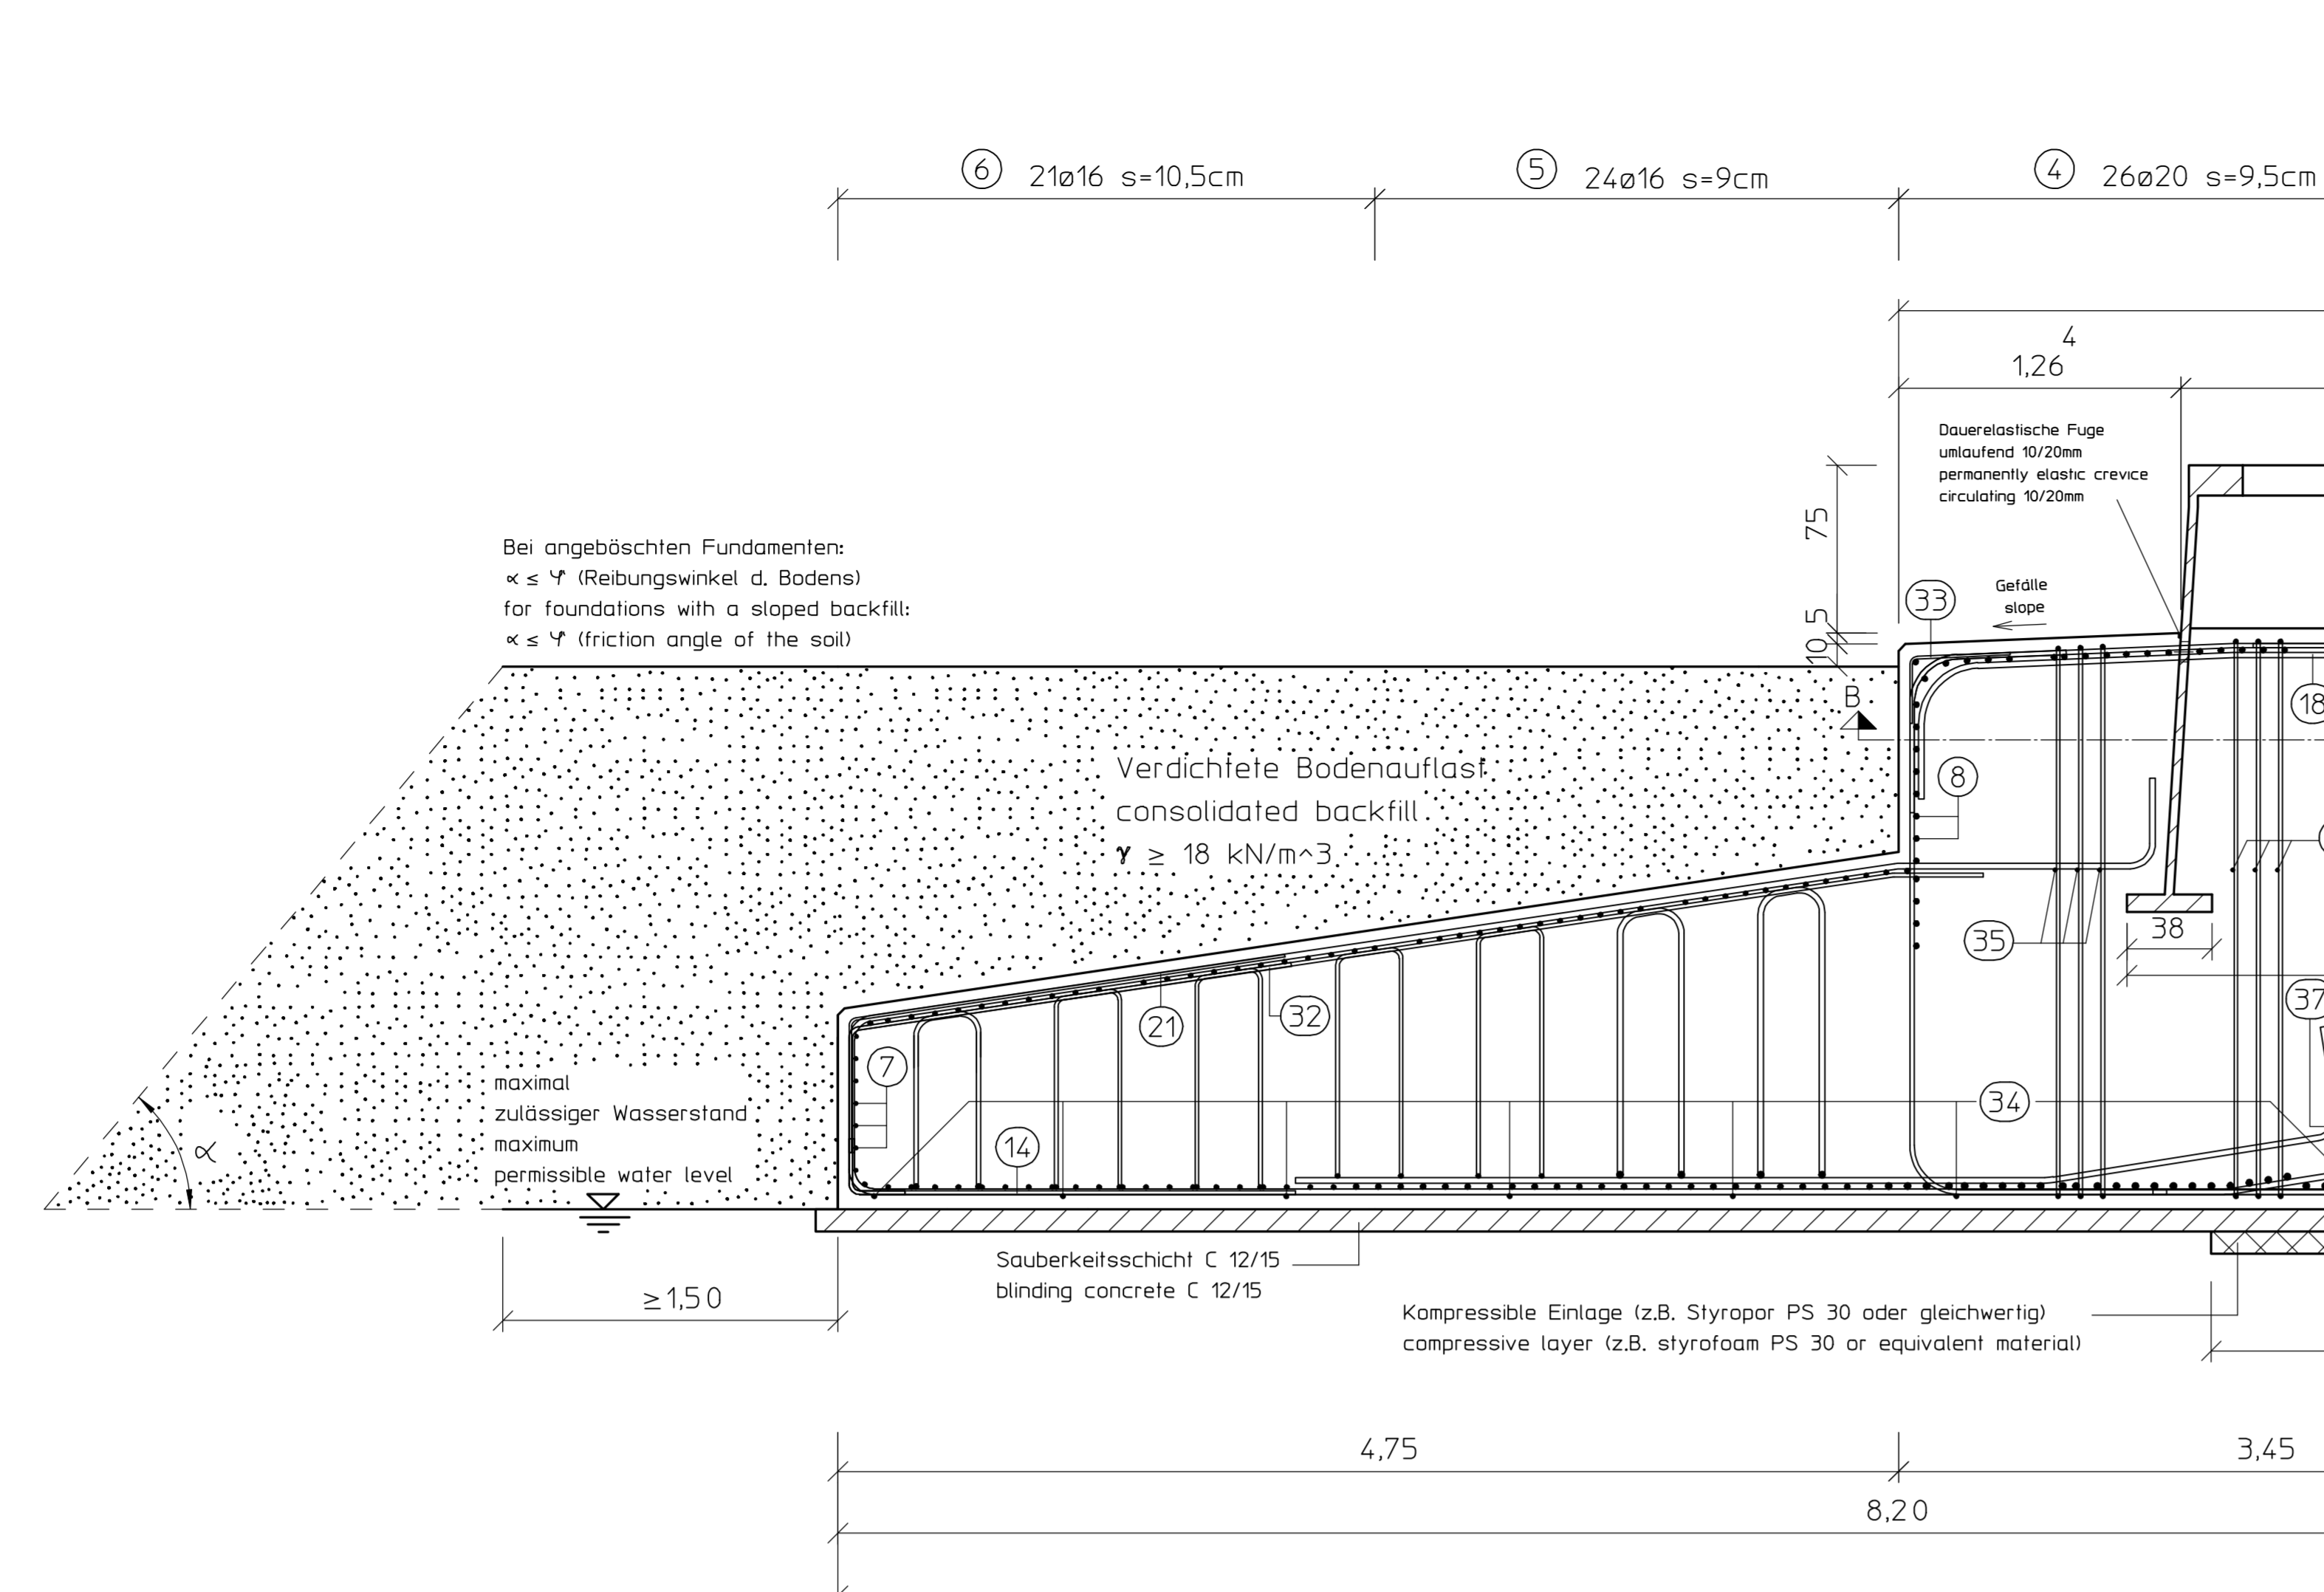 6 21ø16 s=10,5cm
5 24ø16 s=9cm
4 26ø20 s=9,5cm
4
1,26
Dauerelastische Fuge
umlaufend 10/20mm
permanently elastic crevice
circulating 10/20mm
75
5
10
Gefälle
slope
33
Bei angeböschten Fundamenten:
α ≤ φ' (Reibungswinkel d. Bodens)
for foundations with a sloped backfill:
α ≤ φ' (friction angle of the soil)
B
18
Verdichtete Bodenauflast
consolidated backfill
γ ≥ 18 kN/m^3
8
35
38
37
21
32
7
34
14
maximal
zulässiger Wasserstand
maximum
permissible water level
α
Sauberkeitsschicht C 12/15
blinding concrete C 12/15
≥1,50
Kompressible Einlage (z.B. Styropor PS 30 oder gleichwertig)
compressive layer (z.B. styrofoam PS 30 or equivalent material)
4,75
3,45
8,20